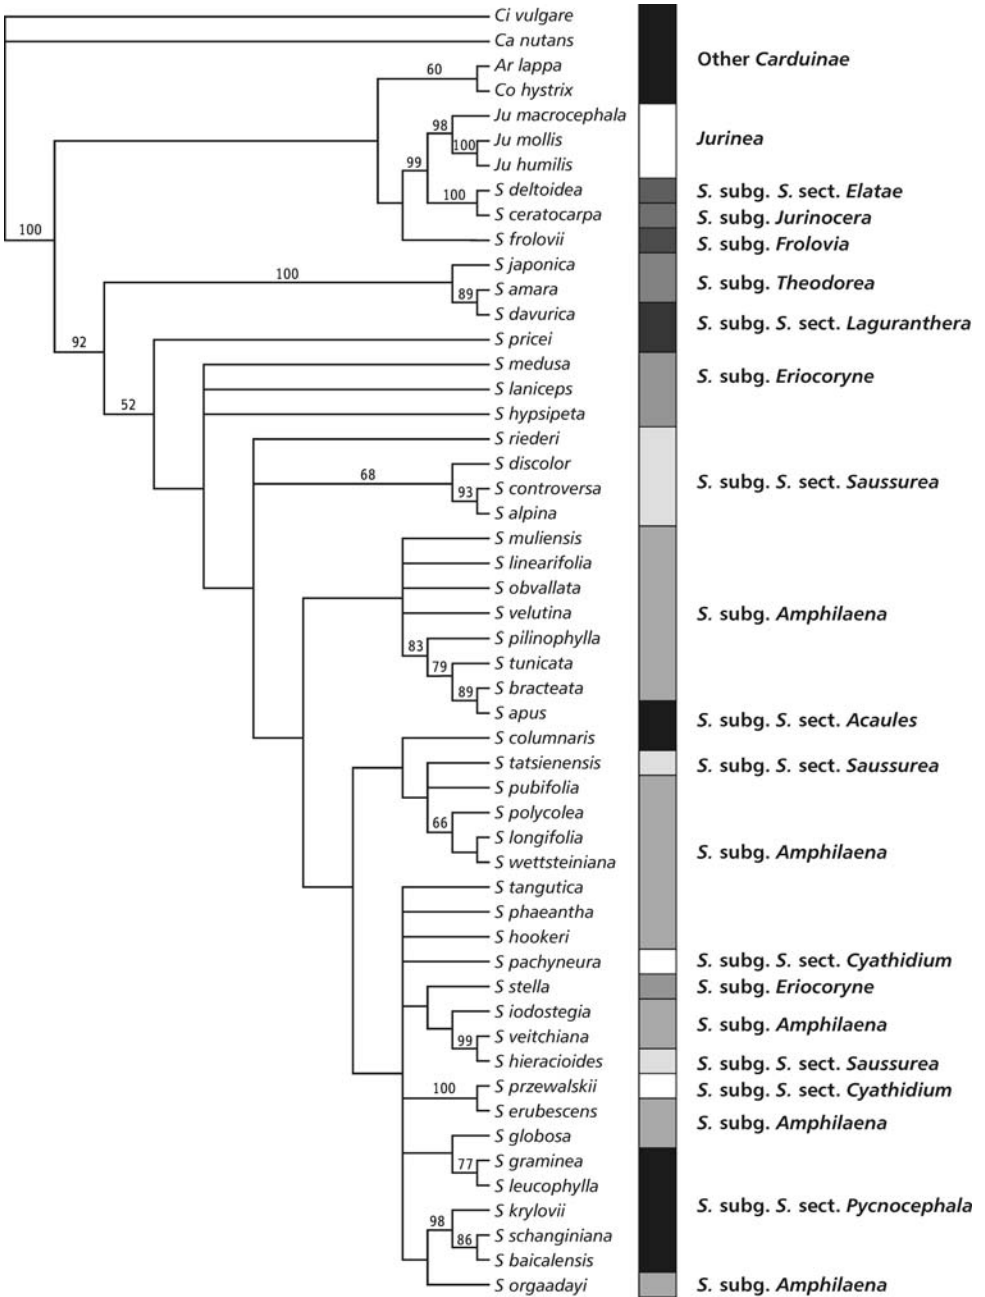 Ci vulgare
Ca nutans
Ar lappa
Co hystrix
Other Carduinae
60
Ju macrocephala
Ju mollis
Ju humilis
Jurinea
98
100
99
S deltoidea
S. subg. S. sect. Elatae
100
S ceratocarpa
S. subg. Jurinocera
S frolovii
S. subg. Frolovia
100
S japonica
S amara
S. subg. Theodorea
100
89
S davurica
S pricei
S. subg. S. sect. Laguranthera
92
S medusa
S laniceps
S hypsipeta
S. subg. Eriocoryne
52
S riederi
S discolor
S controversa
S alpina
S. subg. S. sect. Saussurea
68
93
S muliensis
S linearifolia
S obvallata
S velutina
S pilinophylla
S tunicata
S bracteata
S. subg. Amphilaena
83
79
89
S apus
S columnaris
S. subg. S. sect. Acaules
S tatsienensis
S. subg. S. sect. Saussurea
S pubifolia
S polycolea
S longifolia
S wettsteiniana
S tangutica
S phaeantha
S hookeri
S. subg. Amphilaena
66
S pachyneura
S. subg. S. sect. Cyathidium
S stella
S. subg. Eriocoryne
S iodostegia
S veitchiana
S. subg. Amphilaena
99
S hieracioides
S. subg. S. sect. Saussurea
S przewalskii
S. subg. S. sect. Cyathidium
100
S erubescens
S globosa
S. subg. Amphilaena
S graminea
S leucophylla
S krylovii
S schanginiana
S baicalensis
S. subg. S. sect. Pycnocephala
77
98
86
S orgaadayi
S. subg. Amphilaena